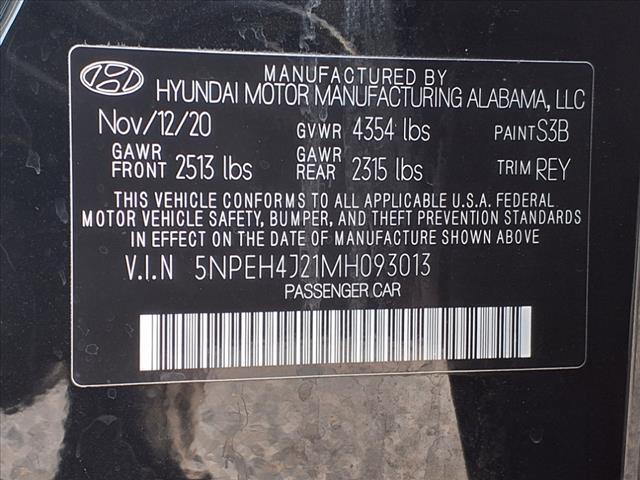 MANUFACTURED BY
HYUNDAI MOTOR MANUFACTURING ALABAMA, LLC
Nov/12/20 GVWR 4354 lbs PAINT S3B
GAWR FRONT 2513 lbs GAWR REAR 2315 lbs TRIM REY
THIS VEHICLE CONFORMS TO ALL APPLICABLE U.S.A. FEDERAL
MOTOR VEHICLE SAFETY, BUMPER, AND THEFT PREVENTION STANDARDS
IN EFFECT ON THE DATE OF MANUFACTURE SHOWN ABOVE
V.I.N 5NPEH4J21MH093013
PASSENGER CAR